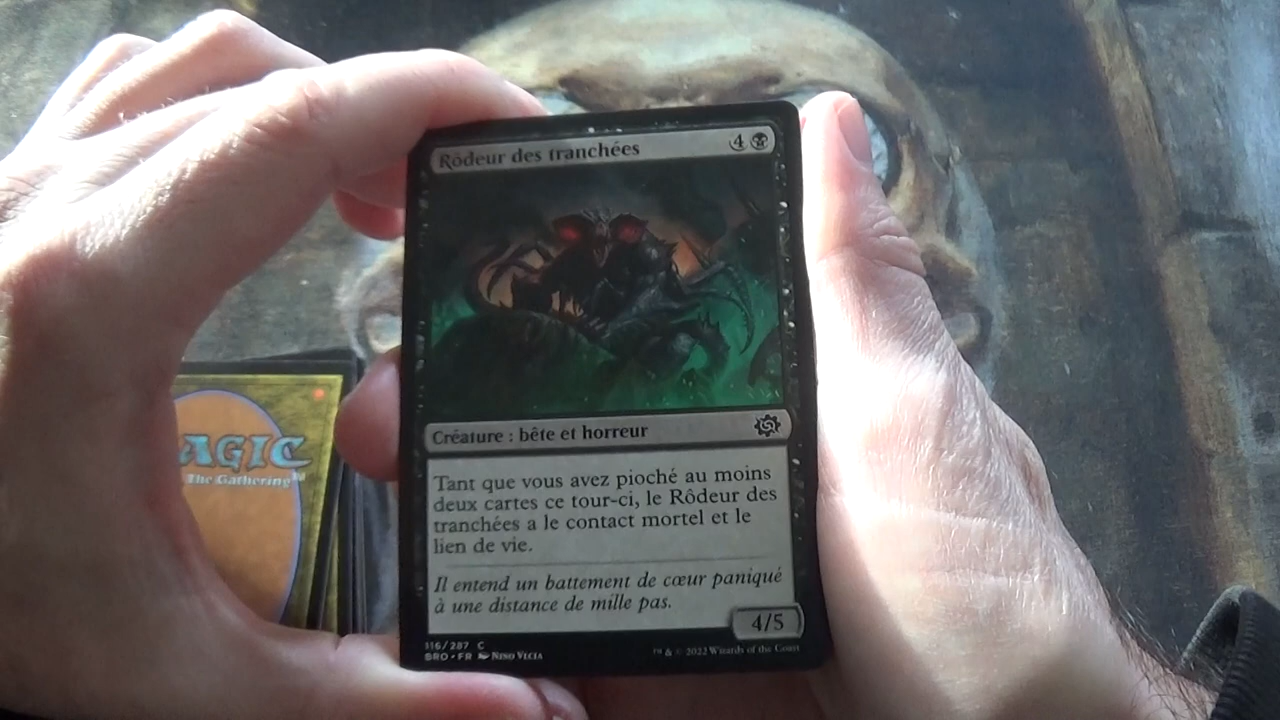 Rôdeur des tranchées 4
Créature : bête et horreur
Tant que vous avez pioché au moins
deux cartes ce tour-ci, le Rôdeur des
tranchées a le contact mortel et le
lien de vie.
Il entend un battement de cœur paniqué
à une distance de mille pas.
4/5
116/287 C
BRO • FR Nino Vecia
™ & © 2022 Wizards of the Coast
AGIC
The Gathering